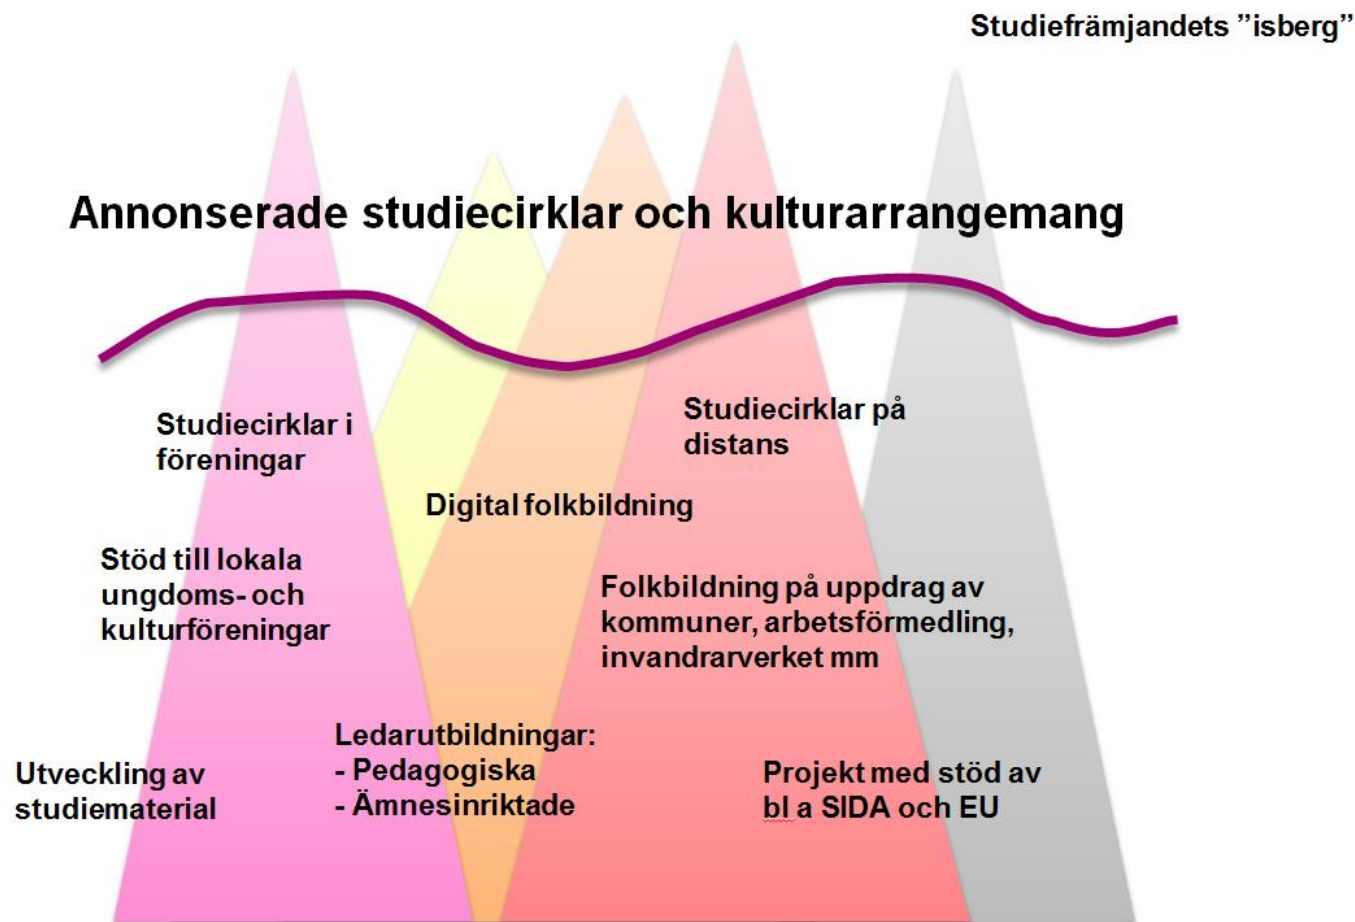 Studiefrämjandets ”isberg”
Annonserade studiecirklar och kulturarrangemang
Studiecirklar i
föreningar
Studiecirklar på
distans
Digital folkbildning
Stöd till lokala
ungdoms- och
kulturföreningar
Folkbildning på uppdrag av
kommuner, arbetsförmedling,
invandrarverket mm
Ledarutbildningar:
- Pedagogiska
- Ämnesinriktade
Utveckling av
studiematerial
Projekt med stöd av
bl a SIDA och EU